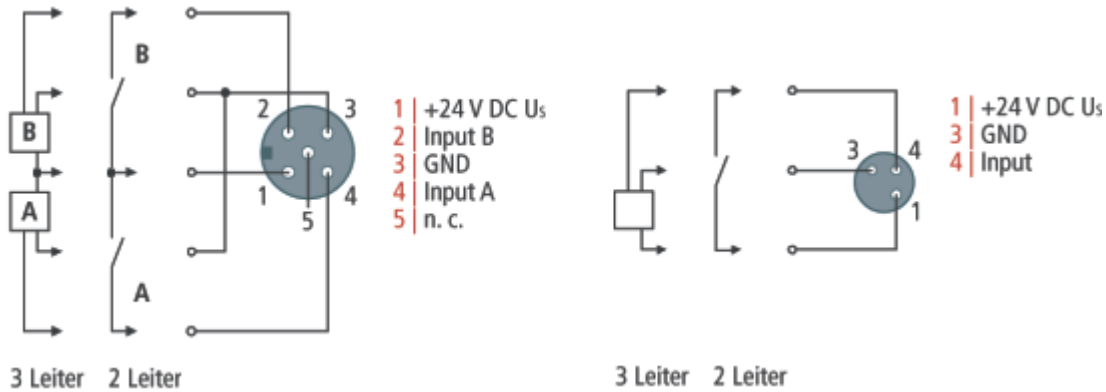 B
B
A
A
2
3
1
4
5
1 | +24 V DC Us
2 | Input B
3 | GND
4 | Input A
5 | n. c.
3 Leiter 2 Leiter
3
4
1
1 | +24 V DC Us
3 | GND
4 | Input
3 Leiter 2 Leiter